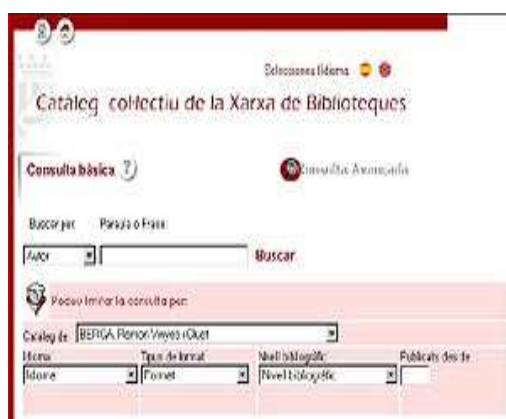 Seleccioneu l'idioma
Catàleg col·lectiu de la Xarxa de Biblioteques
Consulta bàsica ?
Consulta Avançada
Buscar per: Paraula o Frase:
Autor Buscar
Podeu limitar la consulta per:
Catàleg de BERGA. Ramon Vinyes i Cluet
Idioma Tipus de format Nivell bibliogràfic Publicats des de
Idioma Format Nivell bibliogràfic